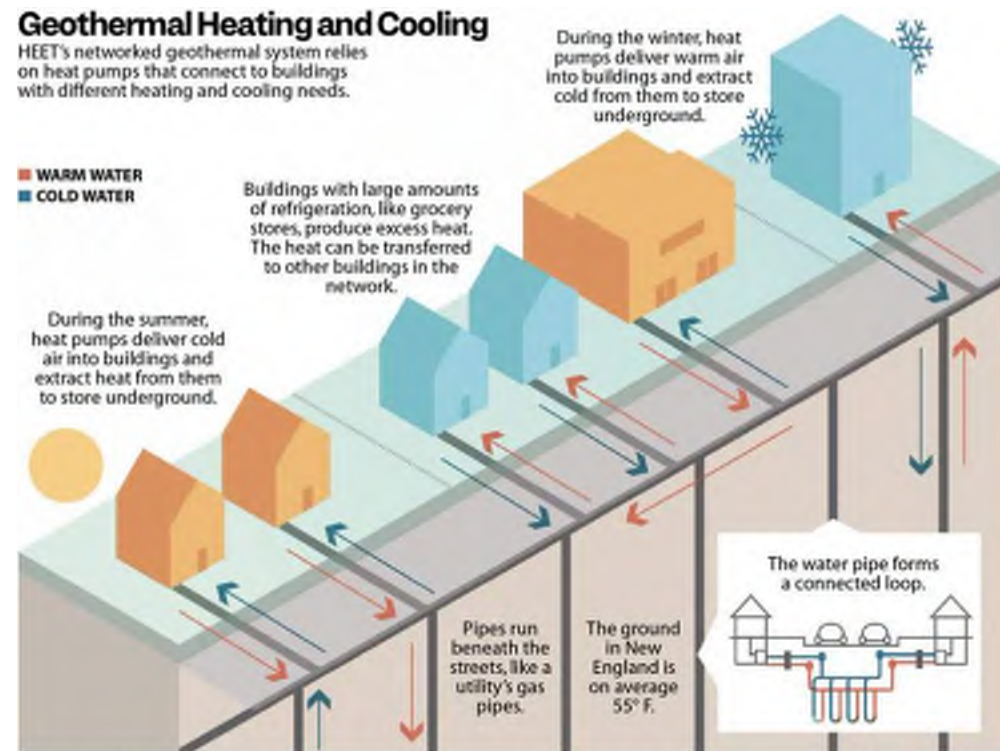 Geothermal Heating and Cooling
HEET's networked geothermal system relies
on heat pumps that connect to buildings
with different heating and cooling needs.
WARM WATER
COLD WATER
During the winter, heat
pumps deliver warm air
into buildings and extract
cold from them to store
underground.
Buildings with large amounts
of refrigeration, like grocery
stores, produce excess heat.
The heat can be transferred
to other buildings in the
network.
During the summer,
heat pumps deliver cold
air into buildings and
extract heat from them
to store underground.
Pipes run
beneath the
streets, like a
utility's gas
pipes.
The ground
in New
England is
on average
55° F.
The water pipe forms
a connected loop.